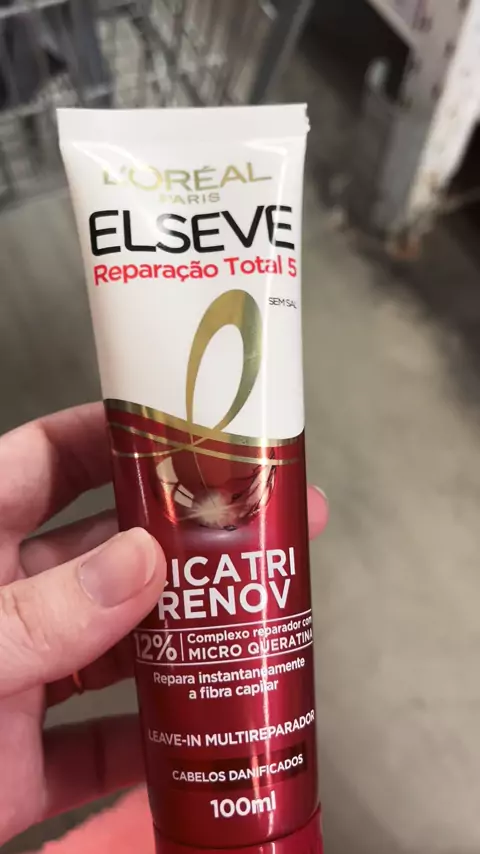 L'ORÉAL
PARIS
ELSEVE
Reparação Total 5
SEM SAL
CICATRI
RENOV
12% Complexo reparador com
MICRO QUERATINA
Repara instantaneamente
a fibra capilar
LEAVE-IN MULTIREPARADOR
CABELOS DANIFICADOS
100ml